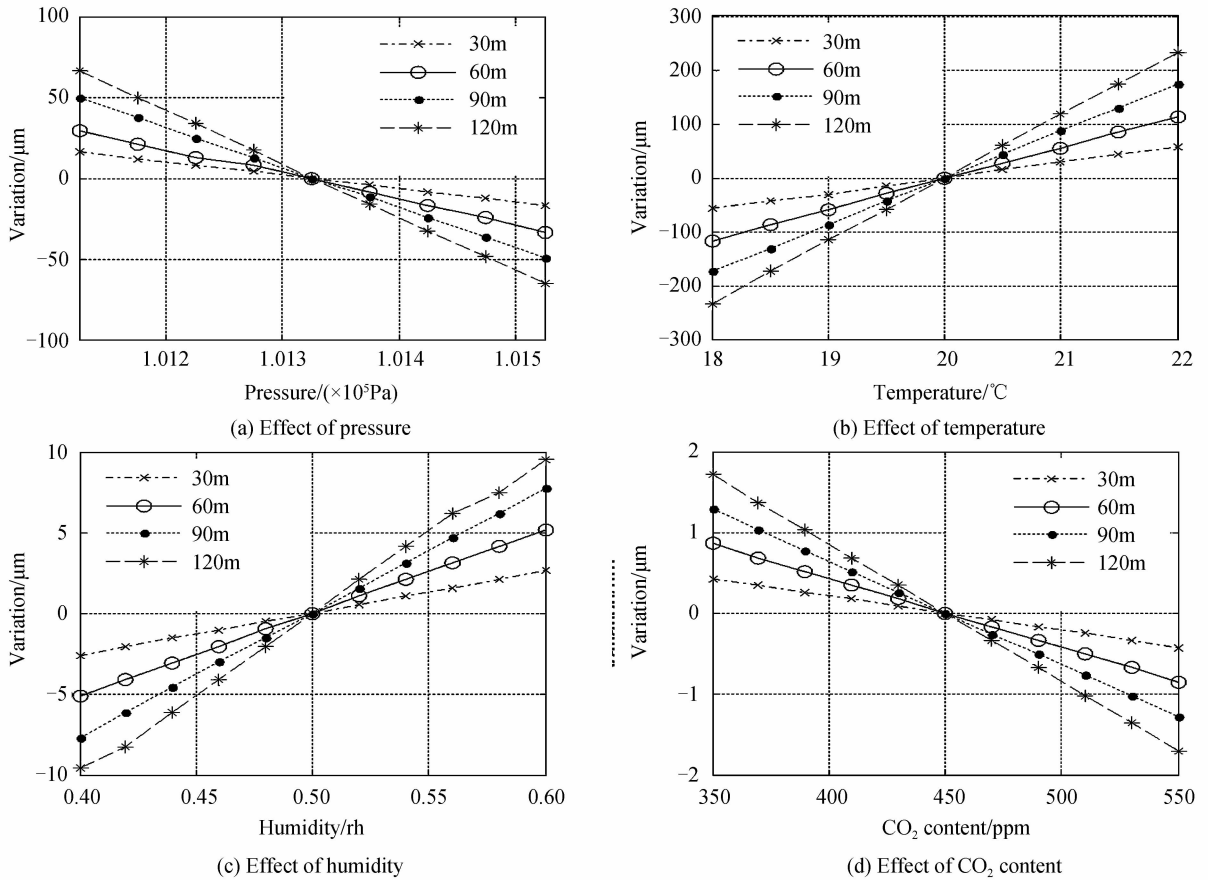 100
50
0
−50
−100
Variation/μm
30m
60m
90m
120m
1.012 1.013 1.014 1.015
Pressure/(×10⁵Pa)
(a) Effect of pressure
300
200
100
0
−100
−200
−300
Variation/μm
30m
60m
90m
120m
18 19 20 21 22
Temperature/℃
(b) Effect of temperature
10
5
0
−5
−10
Variation/μm
30m
60m
90m
120m
0.40 0.45 0.50 0.55 0.60
Humidity/rh
(c) Effect of humidity
2
1
0
−1
−2
Variation/μm
30m
60m
90m
120m
350 400 450 500 550
CO₂ content/ppm
(d) Effect of CO₂ content